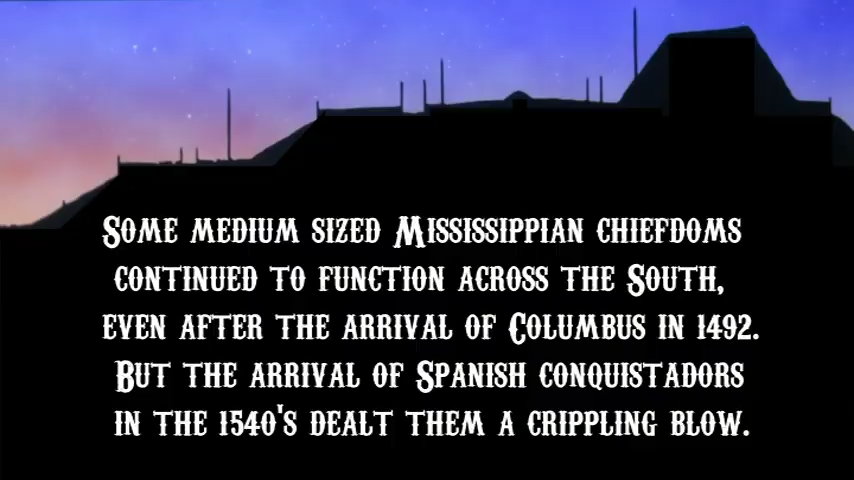 Some medium sized Mississippian chiefdoms
continued to function across the South,
even after the arrival of Columbus in 1492.
But the arrival of Spanish conquistadors
in the 1540's dealt them a crippling blow.